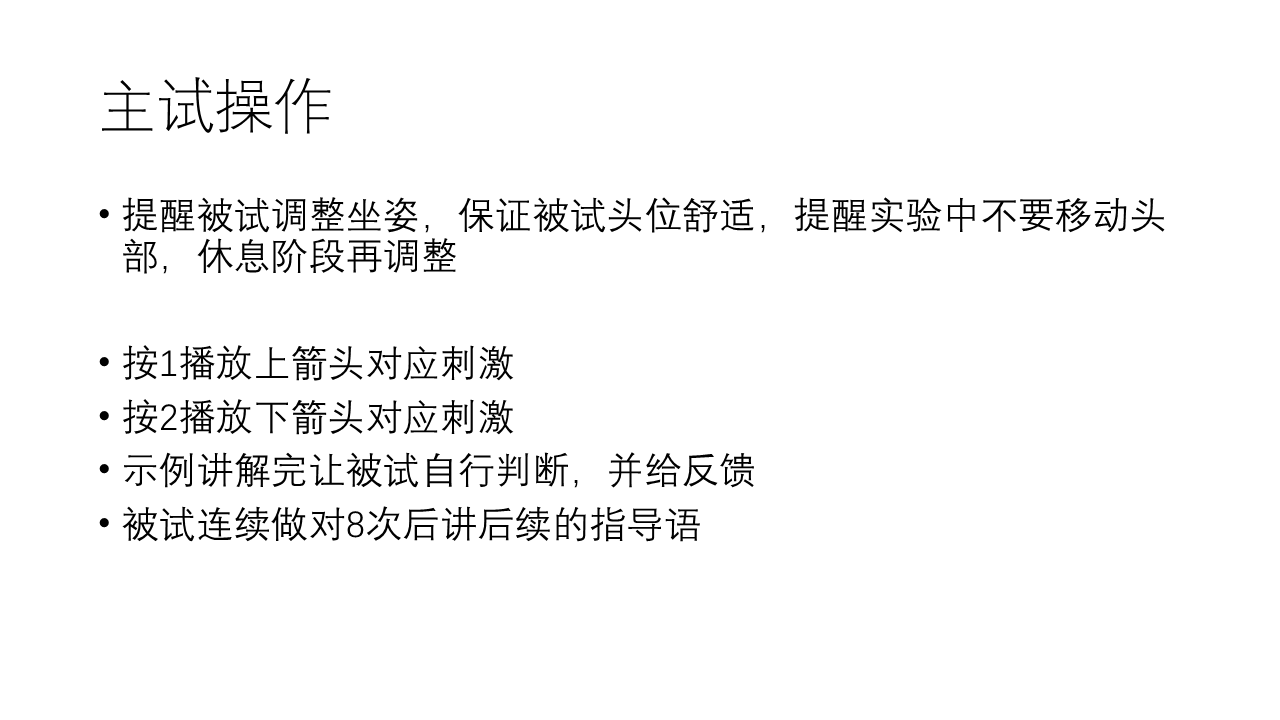 主试操作
• 提醒被试调整坐姿，保证被试头位舒适，提醒实验中不要移动头
部，休息阶段再调整
• 按1播放上箭头对应刺激
• 按2播放下箭头对应刺激
• 示例讲解完让被试自行判断，并给反馈
• 被试连续做对8次后讲后续的指导语